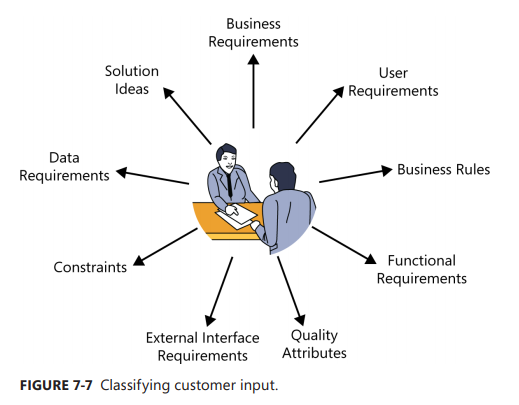 Business
Requirements
User
Requirements
Business Rules
Functional
Requirements
Quality
Attributes
External Interface
Requirements
Constraints
Data
Requirements
Solution
Ideas
FIGURE 7-7 Classifying customer input.